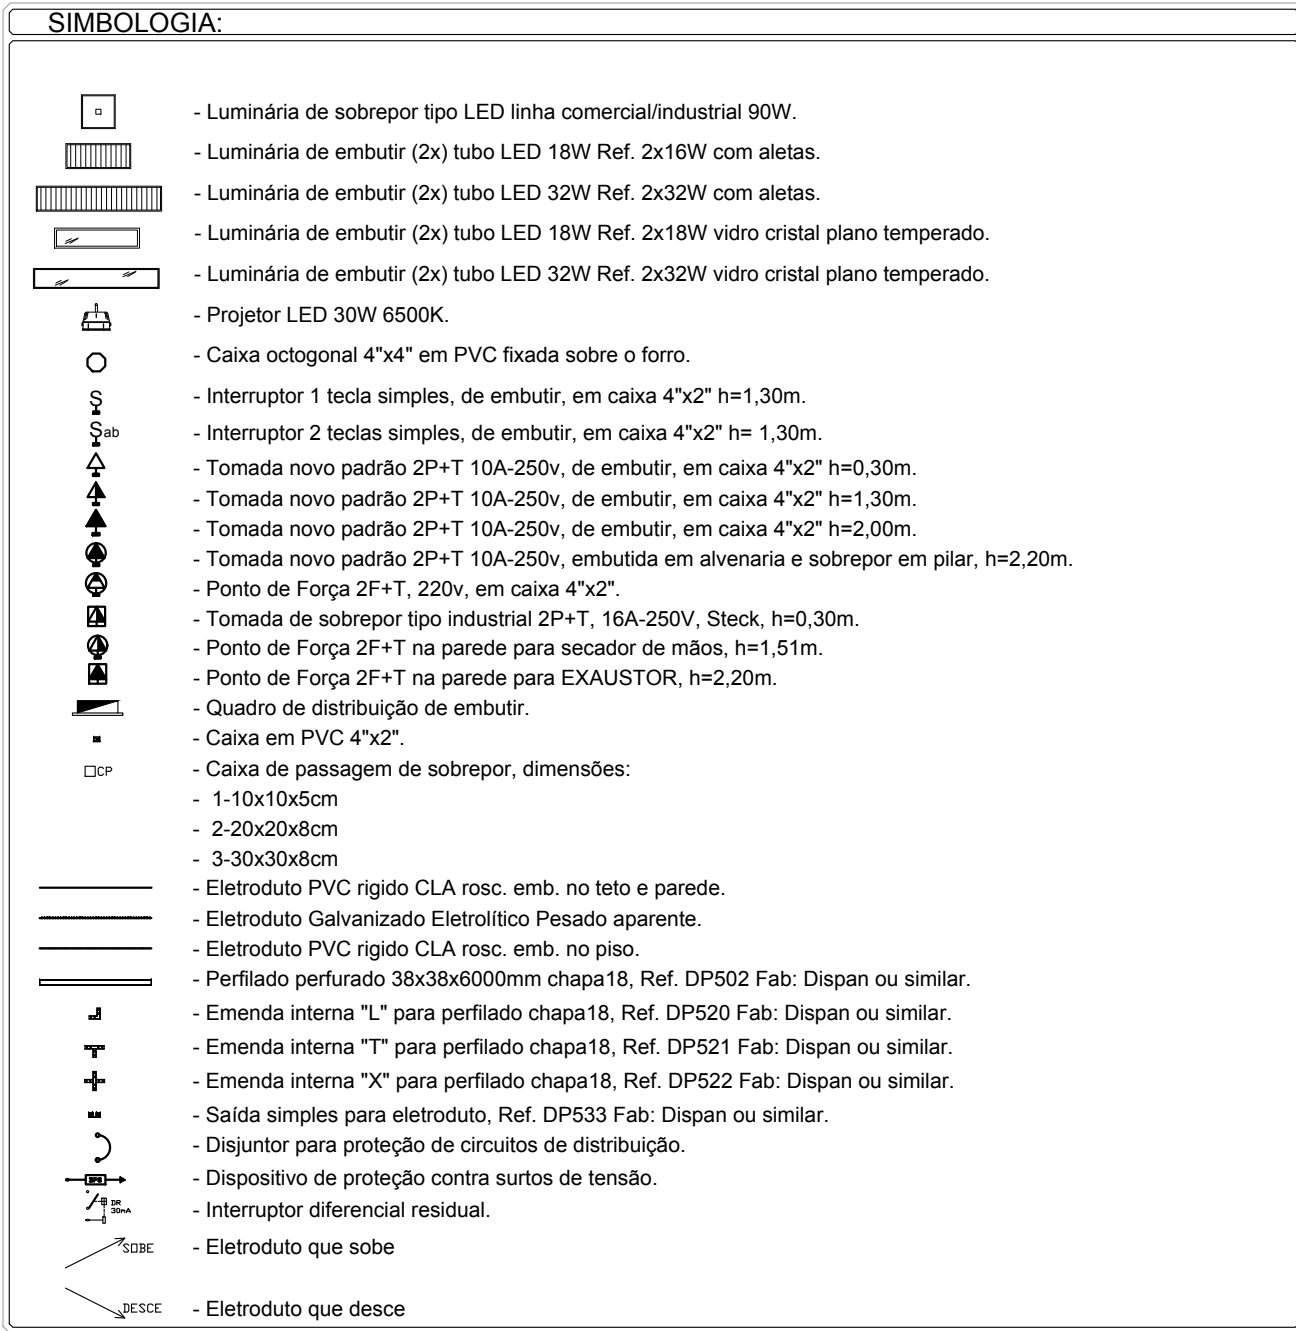 SIMBOLOGIA:
- Luminária de sobrepor tipo LED linha comercial/industrial 90W.
- Luminária de embutir (2x) tubo LED 18W Ref. 2x16W com aletas.
- Luminária de embutir (2x) tubo LED 32W Ref. 2x32W com aletas.
- Luminária de embutir (2x) tubo LED 18W Ref. 2x18W vidro cristal plano temperado.
- Luminária de embutir (2x) tubo LED 32W Ref. 2x32W vidro cristal plano temperado.
- Projetor LED 30W 6500K.
- Caixa octogonal 4"x4" em PVC fixada sobre o forro.
S - Interruptor 1 tecla simples, de embutir, em caixa 4"x2" h=1,30m.
Sab - Interruptor 2 teclas simples, de embutir, em caixa 4"x2" h= 1,30m.
- Tomada novo padrão 2P+T 10A-250v, de embutir, em caixa 4"x2" h=0,30m.
- Tomada novo padrão 2P+T 10A-250v, de embutir, em caixa 4"x2" h=1,30m.
- Tomada novo padrão 2P+T 10A-250v, de embutir, em caixa 4"x2" h=2,00m.
- Tomada novo padrão 2P+T 10A-250v, embutida em alvenaria e sobrepor em pilar, h=2,20m.
- Ponto de Força 2F+T, 220v, em caixa 4"x2".
- Tomada de sobrepor tipo industrial 2P+T, 16A-250V, Steck, h=0,30m.
- Ponto de Força 2F+T na parede para secador de mãos, h=1,51m.
- Ponto de Força 2F+T na parede para EXAUSTOR, h=2,20m.
- Quadro de distribuição de embutir.
- Caixa em PVC 4"x2".
CP - Caixa de passagem de sobrepor, dimensões:
- 1-10x10x5cm
- 2-20x20x8cm
- 3-30x30x8cm
- Eletroduto PVC rigido CLA rosc. emb. no teto e parede.
- Eletroduto Galvanizado Eletrolítico Pesado aparente.
- Eletroduto PVC rigido CLA rosc. emb. no piso.
- Perfilado perfurado 38x38x6000mm chapa18, Ref. DP502 Fab: Dispan ou similar.
- Emenda interna "L" para perfilado chapa18, Ref. DP520 Fab: Dispan ou similar.
- Emenda interna "T" para perfilado chapa18, Ref. DP521 Fab: Dispan ou similar.
- Emenda interna "X" para perfilado chapa18, Ref. DP522 Fab: Dispan ou similar.
- Saída simples para eletroduto, Ref. DP533 Fab: Dispan ou similar.
- Disjuntor para proteção de circuitos de distribuição.
DPS - Dispositivo de proteção contra surtos de tensão.
DR
30mA - Interruptor diferencial residual.
SOBE - Eletroduto que sobe
DESCE - Eletroduto que desce